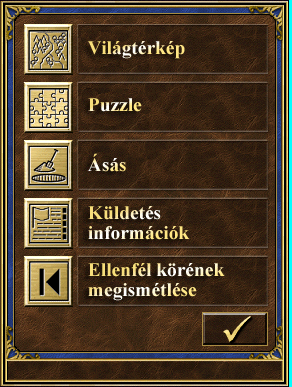 Világtérkép
Puzzle
Ásás
Küldetés
információk
Ellenfél körének
megismétlése